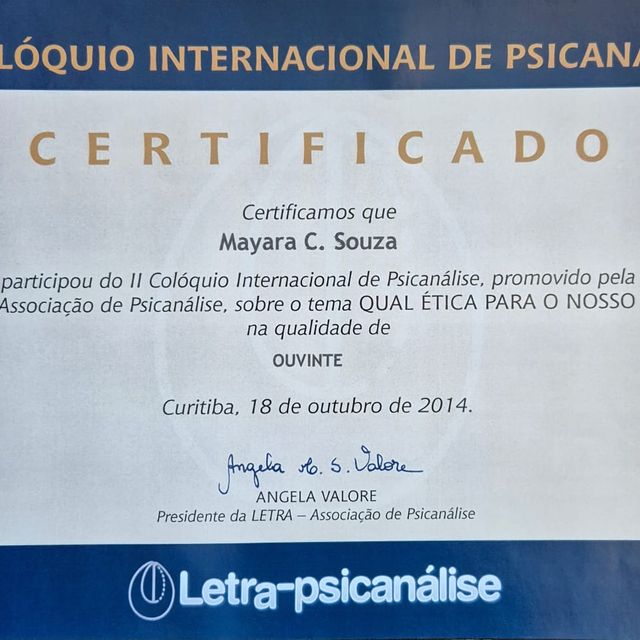 LÓQUIO INTERNACIONAL DE PSICANÁ
CERTIFICADO
Certificamos que
Mayara C. Souza
participou do II Colóquio Internacional de Psicanálise, promovido pela
Associação de Psicanálise, sobre o tema QUAL ÉTICA PARA O NOSSO
na qualidade de
OUVINTE
Curitiba, 18 de outubro de 2014.
Angela M. S. Valore
ANGELA VALORE
Presidente da LETRA – Associação de Psicanálise
Letra-psicanálise